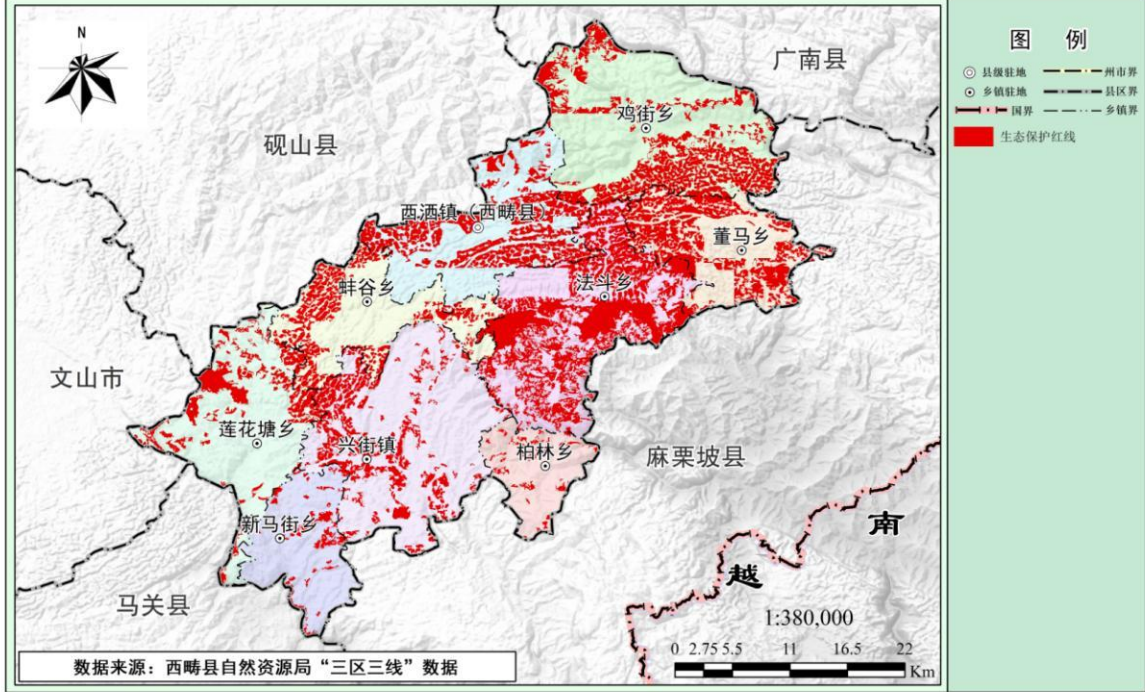 N
广南县
砚山县
鸡街乡
西洒镇（西畴县）
董马乡
蚌谷乡
法斗乡
文山市
莲花塘乡
兴街镇
柏林乡
麻栗坡县
新马街乡
南
越
马关县
1:380,000
0 2.75 5.5 11 16.5 22
Km
数据来源：西畴县自然资源局“三区三线”数据
图 例
县级驻地 州市界
乡镇驻地 县区界
国界 乡镇界
生态保护红线